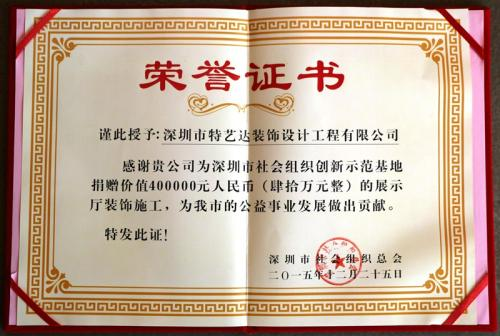 荣誉证书
谨此授予:深圳市特艺达装饰设计工程有限公司
感谢贵公司为深圳市社会组织创新示范基地
捐赠价值400000元人民币（肆拾万元整）的展示
厅装饰施工，为我市的公益事业发展做出贡献。
特发此证!
深圳市社会组织总会
二〇一五年十二月二十五日